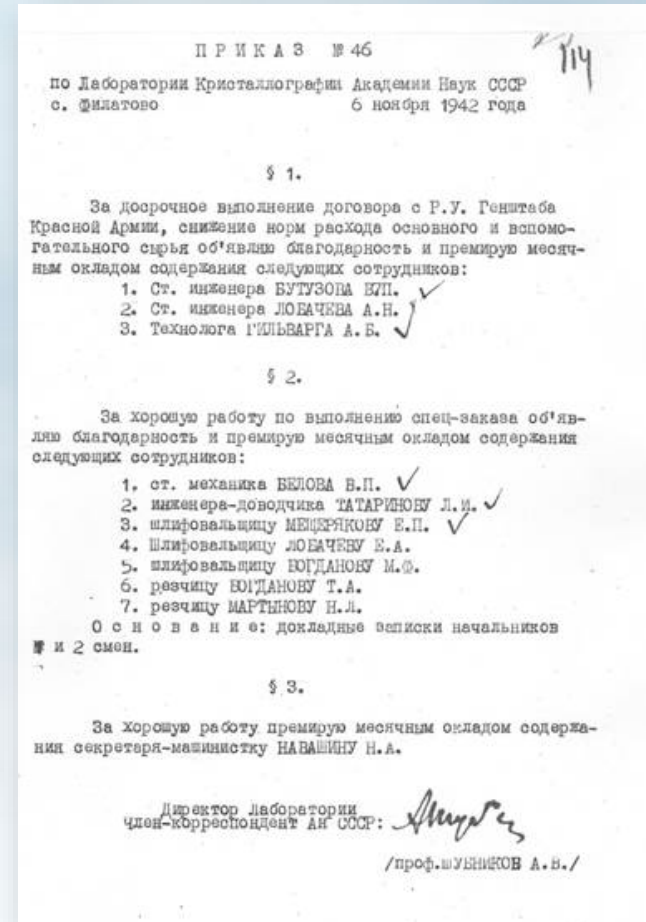 114
ПРИКАЗ № 46
по Лаборатории Кристаллографии Академии Наук СССР
с. Филатово 6 ноября 1942 года
§ 1.
За досрочное выполнение договора с Р.У. Генштаба
Красной Армии, снижение норм расхода основного и вспомо-
гательного сырья об'явлю благодарность и премирую месяч-
ным окладом содержания следующих сотрудников:
1. Ст. инженера БУТУЗОВА В.П.
2. Ст. инженера ЛОБАЧЕВА А.Н.
3. Технолога ГИЛЬВАРГА А.Б.
§ 2.
За хорошую работу по выполнению спец-заказа об'яв-
ляю благодарность и премирую месячным окладом содержания
следующих сотрудников:
1. ст. механика БЕЛОВА В.П.
2. инженера-доводчика ТАТАРИНОВУ Л.И.
3. шлифовальщицу МЕЩЕРЯКОВУ Е.П.
4. Шлифовальщицу ЛОБАЧЕВУ Е.А.
5. шлифовальщицу БОГДАНОВУ М.Ф.
6. резчицу БОГДАНОВУ Т.А.
7. резчицу МАРТЫНОВУ Н.Л.
Основание: докладные записки начальников
и 2 смен.
§ 3.
За хорошую работу премирую месячным окладом содержа-
ния секретаря-машинистку НАВАШИНУ Н.А.
Директор Лаборатории
член-корреспондент АН СССР:
/проф.ШУБНИКОВ А.В./